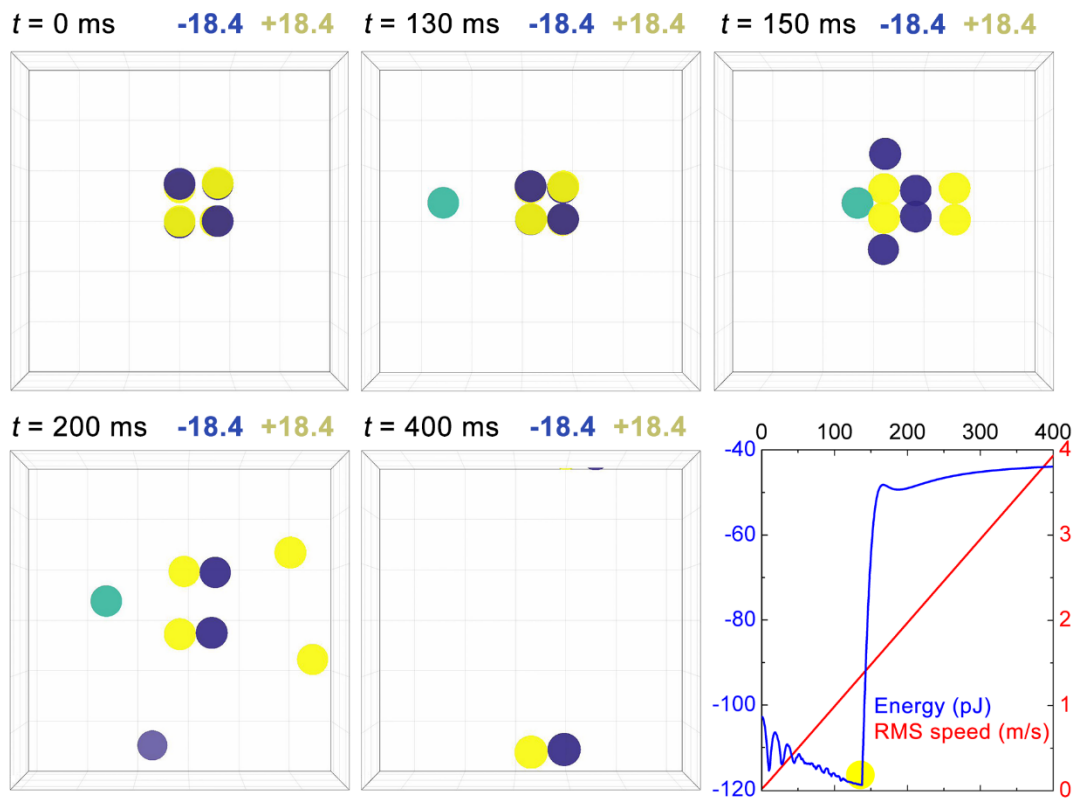 t = 0 ms -18.4 +18.4
t = 130 ms -18.4 +18.4
t = 150 ms -18.4 +18.4
t = 200 ms -18.4 +18.4
t = 400 ms -18.4 +18.4
0 100 200 300 400
-40 4
-60
3
-80
2
-100
1
Energy (pJ)
RMS speed (m/s)
-120 0